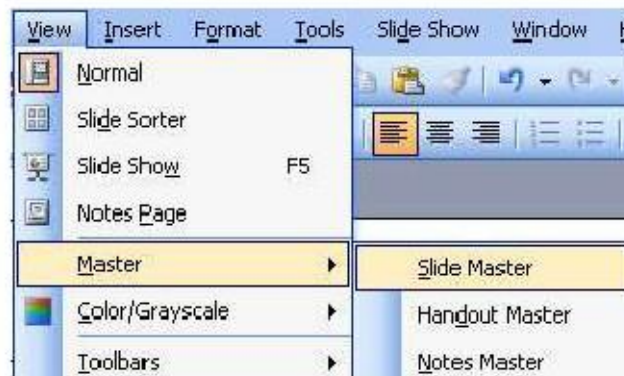 View Insert Format Tools Slide Show Window
Normal
Slide Sorter
Slide Show F5
Notes Page
Master Slide Master
Color/Grayscale Handout Master
Toolbars Notes Master